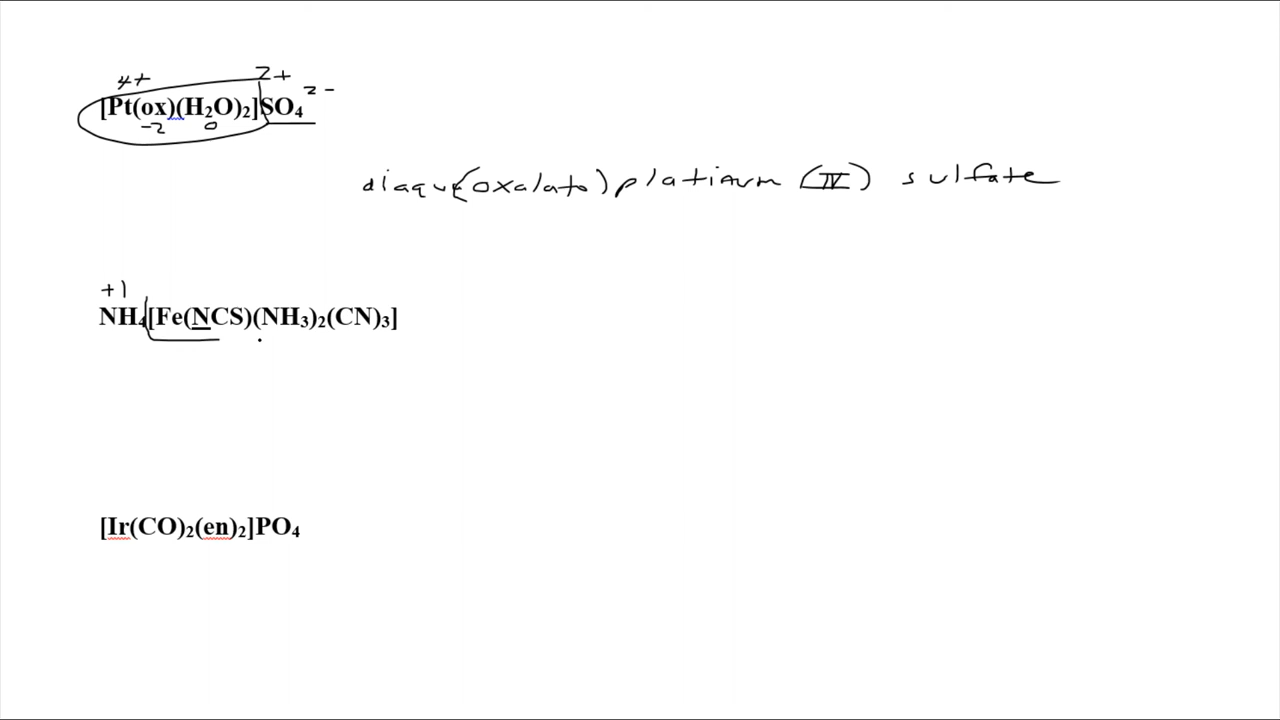 4+ 2+
[Pt(ox)(H₂O)₂]SO₄ 2-
-2 0
diaqua(oxalato)platinum (IV) sulfate
+1
NH₄[Fe(NCS)(NH₃)₂(CN)₃]
[Ir(CO)₂(en)₂]PO₄